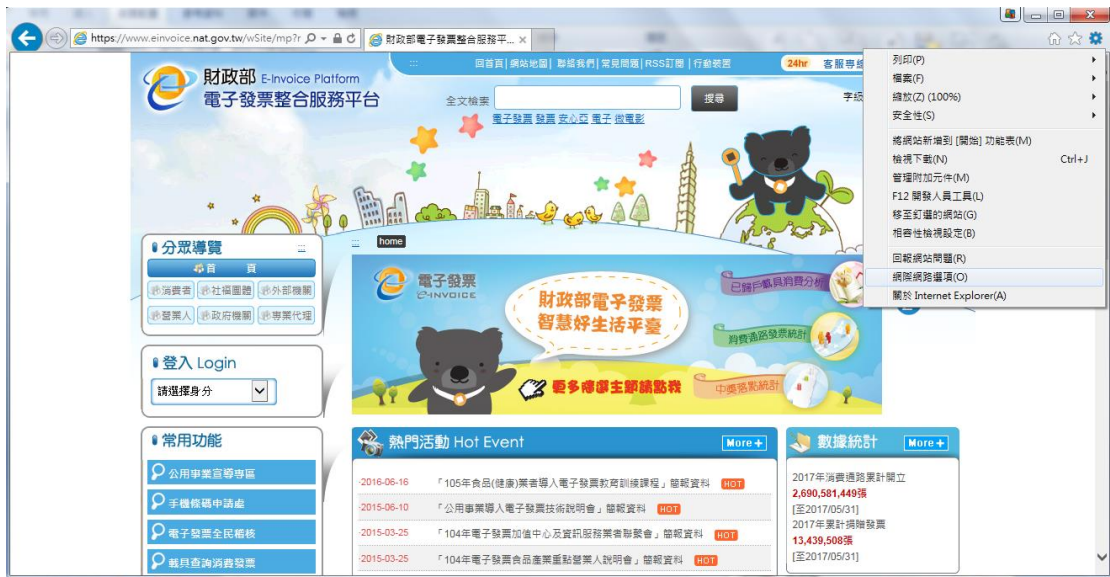 https://www.einvoice.nat.gov.tw/wSite/mp?r
財政部電子發票整合服務平...
財政部 E-Invoice Platform
電子發票整合服務平台
回首頁|網站地圖|聯絡我們|常見問題|RSS訂閱|行動裝置
24hr 客服專線
全文檢索
搜尋
字級
電子發票 發票 安心亞 電子 微電影
列印(P)
檔案(F)
縮放(Z) (100%)
安全性(S)
將網站新增到 [開始] 功能表(M)
檢視下載(N) Ctrl+J
管理附加元件(M)
F12 開發人員工具(L)
移至釘選的網站(G)
相容性檢視設定(B)
回報網站問題(R)
網際網路選項(O)
關於 Internet Explorer(A)
home
分眾導覽
首 頁
消費者 社福團體 外部機關
營業人 政府機關 專業代理
登入 Login
請選擇身分
常用功能
公用事業宣導專區
手機條碼申請處
電子發票全民稽核
載具查詢消費發票
電子發票
E-INVOICE
財政部電子發票
智慧好生活平臺
更多精選主題請點我
已歸戶載具消費分析
消費通路發票統計
中獎落點統計
熱門活動 Hot Event More+
2016-06-16 「105年食品(健康)業者導入電子發票教育訓練課程」簡報資料 HOT
2015-06-10 「公用事業導入電子發票技術說明會」簡報資料 HOT
2015-03-25 「104年電子發票加值中心及資訊服務業者聯繫會」簡報資料 HOT
2015-03-25 「104年電子發票食品產業重點營業人說明會」簡報資料 HOT
數據統計 More+
2017年消費通路累計開立
2,690,581,449張
[至2017/05/31]
2017年累計捐贈發票
13,439,508張
[至2017/05/31]